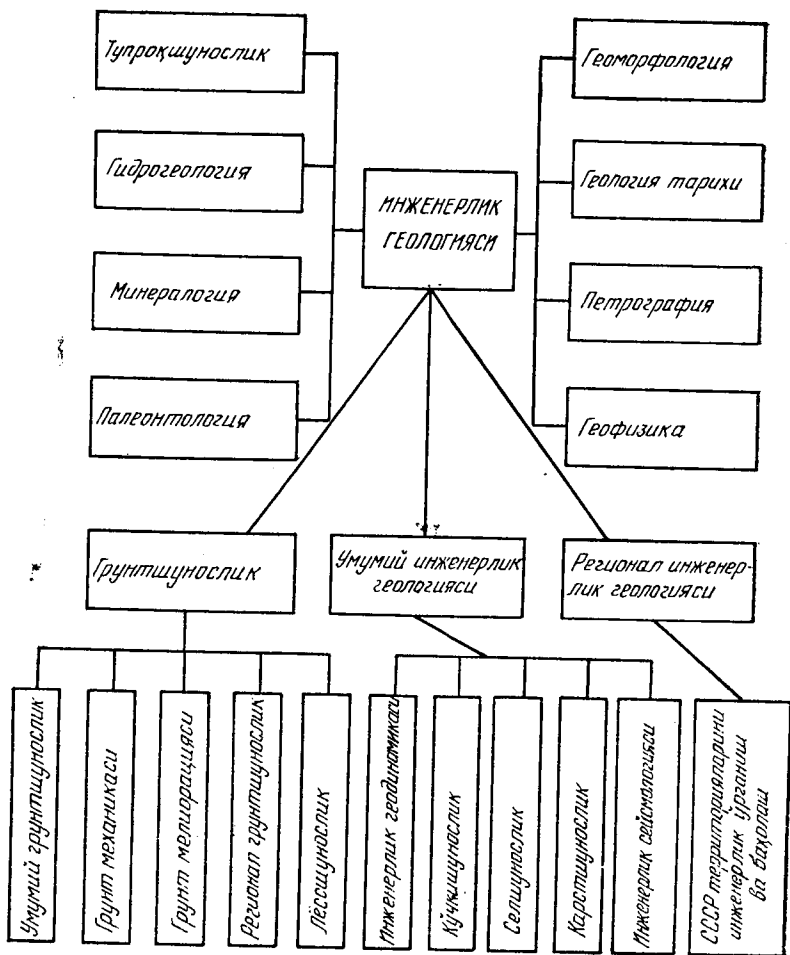 Тупроқшунослик
Гидрогеология
Минералогия
Палеонтология
ИНЖЕНЕРЛИК
ГЕОЛОГИЯСИ
Геоморфология
Геология тарихи
Петрография
Геофизика
Грунтшунослик
Умумий инженерлик
геологияси
Регионал инженер-
лик геологияси
Умумий грунтшунослик
Грунт механикаси
Грунт мелиорацияси
Регионал грунтшунослик
Лёссшунослик
Инженерлик геодинамикаси
Кўчкишунослик
Селшунослик
Карстшунослик
Инженерлик сейсмологияси
СССР территорияларини
инженерлик ўрганиш
ва баҳолаш